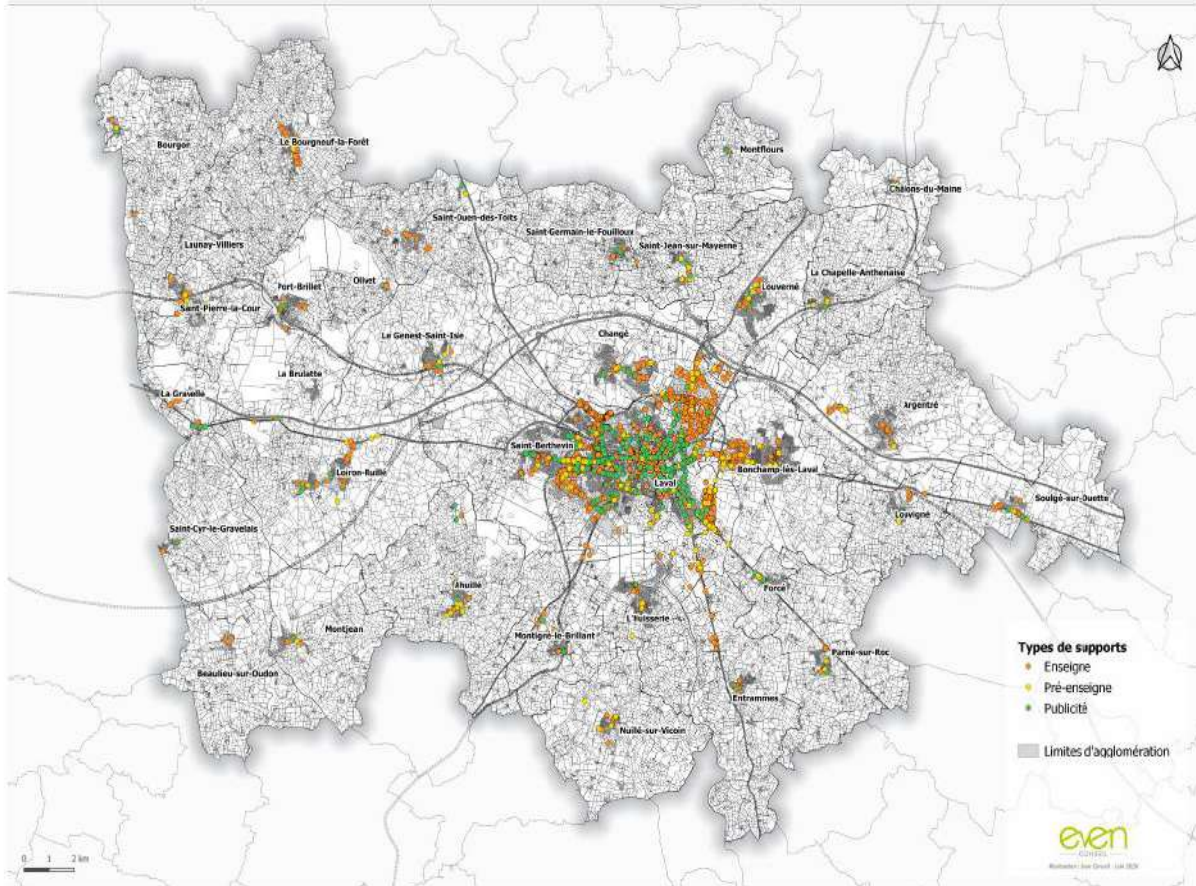 Bourgon
Le Bourgneuf-la-Forêt
Montflours
Châlons-du-Maine
Saint-Ouen-des-Toits
Saint-Germain-le-Fouilloux
Saint-Jean-sur-Mayenne
Launay-Villiers
La Chapelle-Anthenaise
Olivet
Port-Brillet
Louverné
Saint-Pierre-la-Cour
Le Genest-Saint-Isle
Changé
La Brulatte
La Gravelle
Argentré
Saint-Berthevin
Bonchamp-lès-Laval
Loiron-Ruillé
Laval
Soulgé-sur-Ouette
Louvigné
Saint-Cyr-le-Gravelais
Ahuillé
Forcé
L'Huisserie
Montjean
Montigné-le-Brillant
Parné-sur-Roc
Beaulieu-sur-Oudon
Entrammes
Nuillé-sur-Vicoin
Types de supports
Enseigne
Pré-enseigne
Publicité
Limites d'agglomération
even
CONSEIL
0 1 2 km